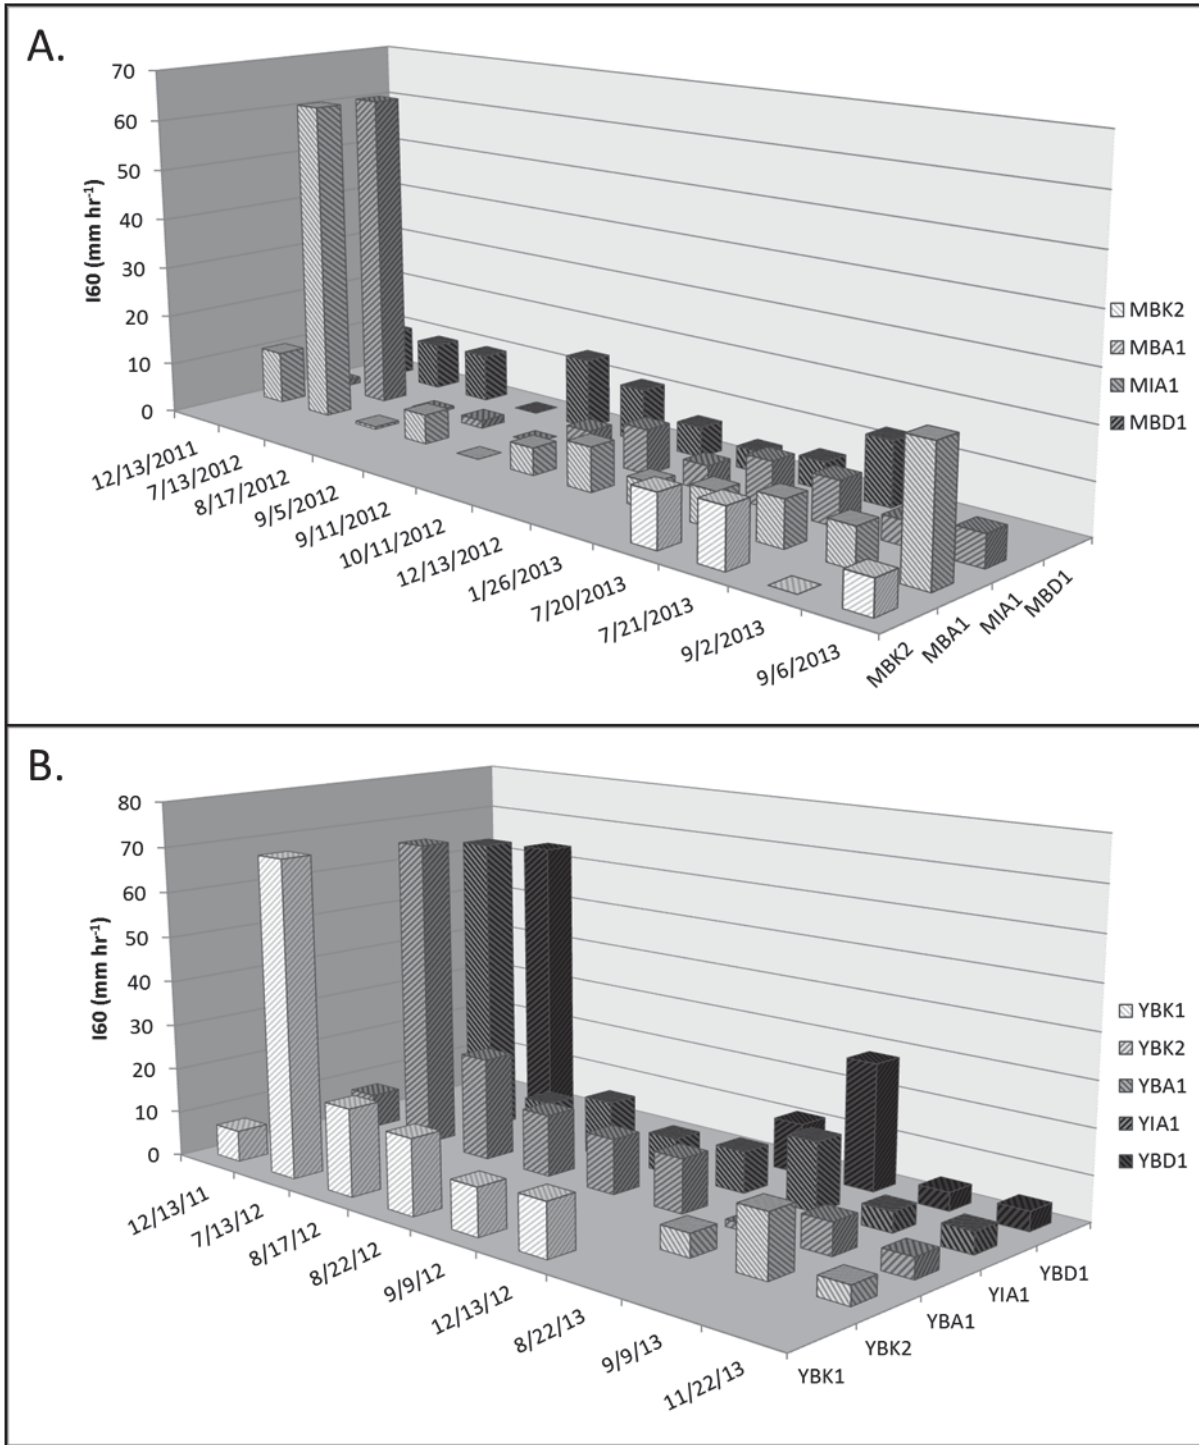 A.
70
60
50
40
30
20
10
0
I60 (mm hr⁻¹)
12/13/2011
7/13/2012
8/17/2012
9/5/2012
9/11/2012
10/11/2012
12/13/2012
1/26/2013
7/20/2013
7/21/2013
9/2/2013
9/6/2013
MBK2
MBA1
MIA1
MBD1
MBK2
MBA1
MIA1
MBD1
B.
80
70
60
50
40
30
20
10
0
I60 (mm hr⁻¹)
12/13/11
7/13/12
8/17/12
8/22/12
9/9/12
12/13/12
8/22/13
9/9/13
11/22/13
YBK1
YBK2
YBA1
YIA1
YBD1
YBK1
YBK2
YBA1
YIA1
YBD1